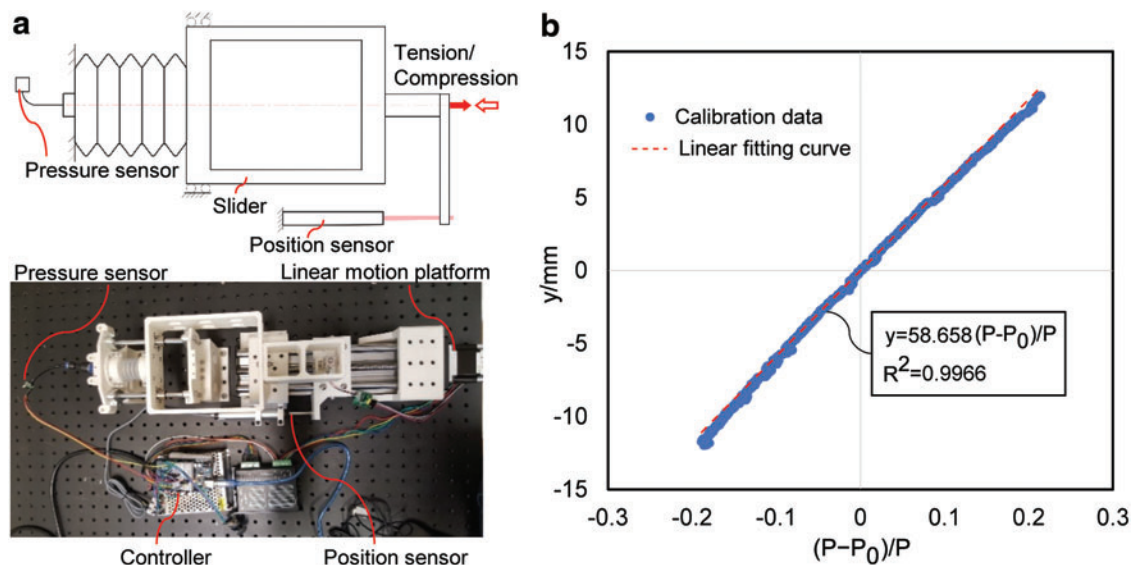 a
Tension/
Compression
Pressure sensor
Slider
Position sensor
Pressure sensor
Linear motion platform
Controller
Position sensor
b
15
10
5
0
-5
-10
-15
y/mm
Calibration data
Linear fitting curve
y=58.658(P-P₀)/P
R²=0.9966
-0.3
-0.2
-0.1
0
0.1
0.2
0.3
(P−P₀)/P